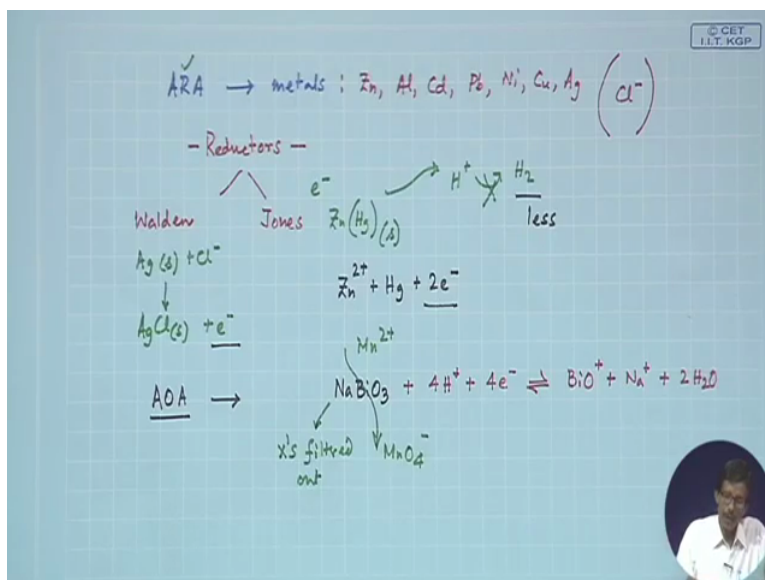 © CET
I.I.T. KGP
ARA → metals : Zn, Al, Cd, Pb, Ni, Cu, Ag (Cl⁻)
- Reductors -
Walden Jones e⁻ Zn(Hg)(s) H⁺ H₂
less
Ag(s) + Cl⁻
Zn²⁺ + Hg + 2e⁻
AgCl(s) + e⁻
Mn²⁺
AOA → NaBiO₃ + 4H⁺ + 4e⁻ ⇌ BiO⁺ + Na⁺ + 2H₂O
x's filtered out MnO₄⁻